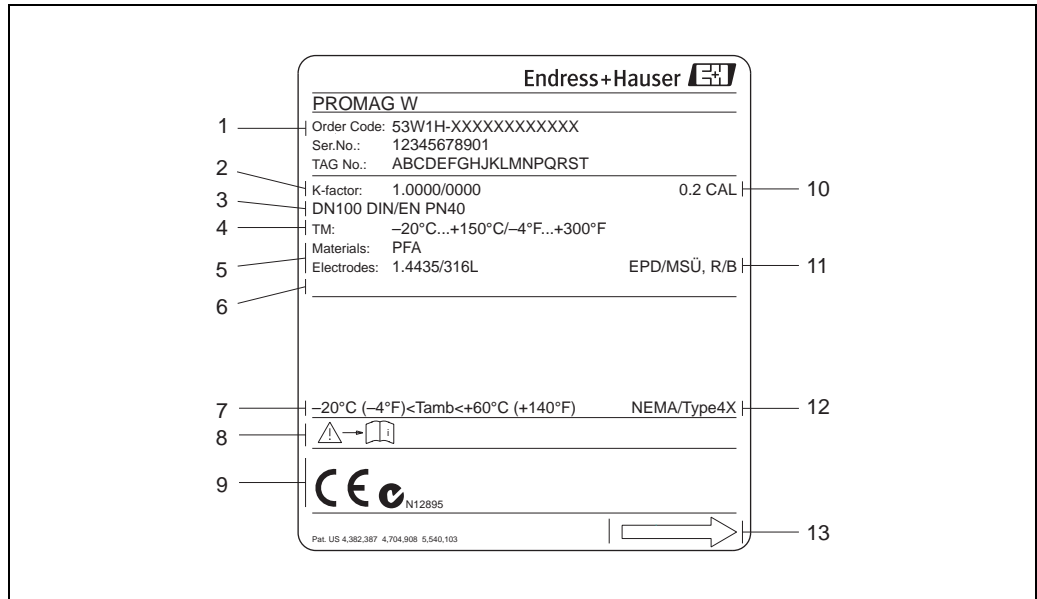 Endress+Hauser
PROMAG W
1 Order Code: 53W1H-XXXXXXXXXXXX
Ser.No.: 12345678901
TAG No.: ABCDEFGHJKLMNPQRST
2 K-factor: 1.0000/0000 0.2 CAL 10
3 DN100 DIN/EN PN40
4 TM: –20°C...+150°C/–4°F...+300°F
Materials: PFA
5 Electrodes: 1.4435/316L EPD/MSÜ, R/B 11
6
7 –20°C (–4°F)<Tamb<+60°C (+140°F) NEMA/Type4X 12
8 i
9 CE N12895
Pat. US 4,382,387 4,704,908 5,540,103 13